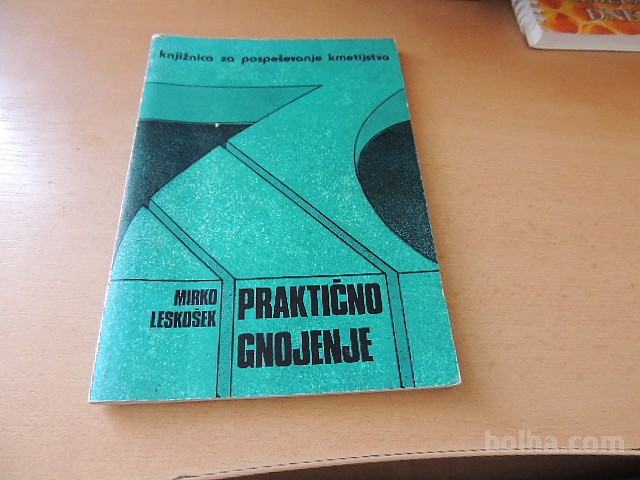 knjižnica za pospeševanje kmetijstva
MIRKO
LESKOŠEK
PRAKTIČNO
GNOJENJE
bolha.com